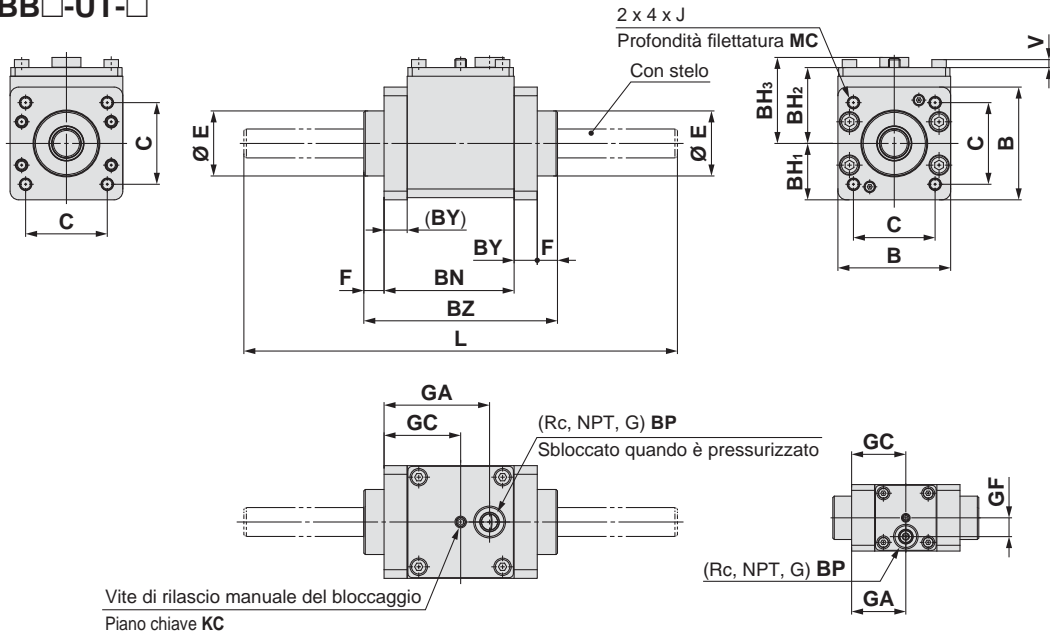 BB□-UT-□
2 x 4 x J
Profondità filettatura MC
Con stelo
V
BH3
BH2
BH1
C
B
C
B
C
C
Ø E
Ø E
(BY)
BY
F
F
BN
BZ
L
GA
GC
(Rc, NPT, G) BP
Sbloccato quando è pressurizzato
GC
GF
(Rc, NPT, G) BP
GA
Vite di rilascio manuale del bloccaggio
Piano chiave KC